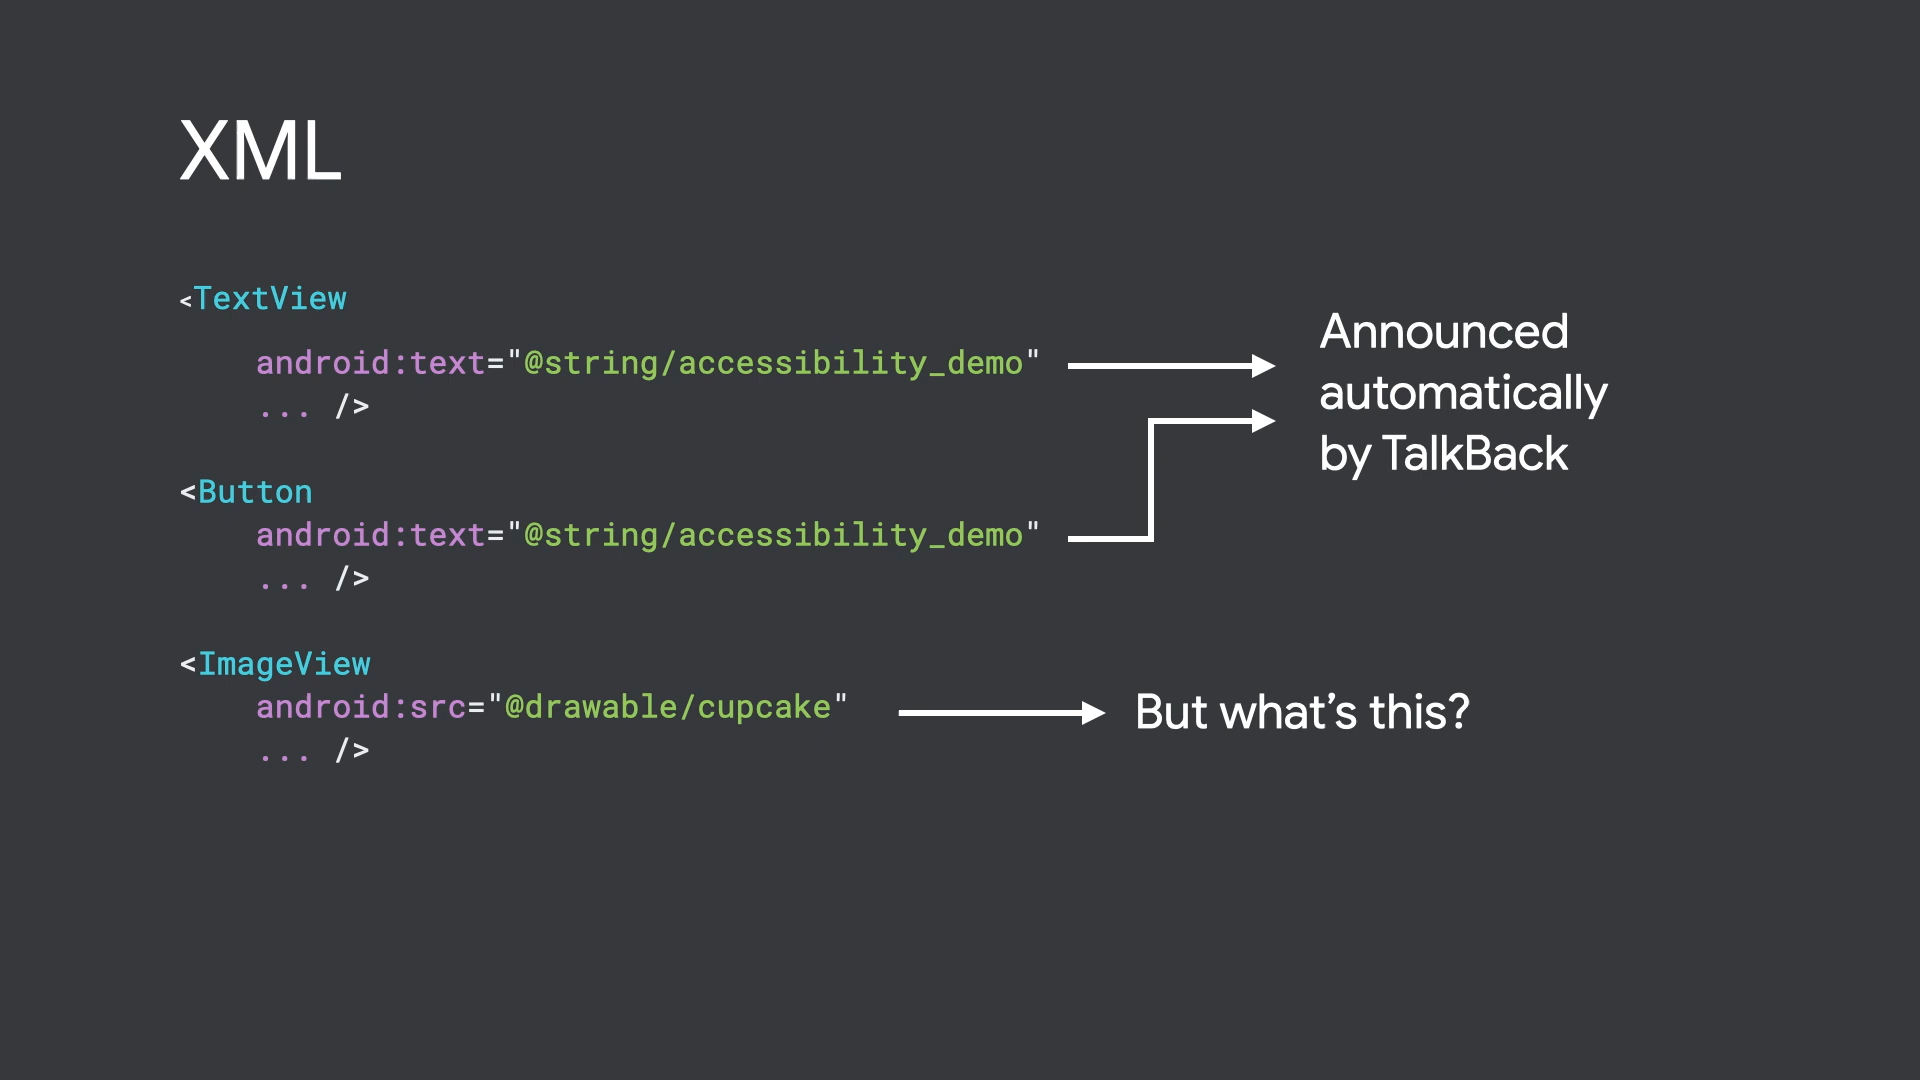 XML
<TextView
android:text="@string/accessibility_demo"
... />
Announced
automatically
by TalkBack
<Button
android:text="@string/accessibility_demo"
... />
<ImageView
android:src="@drawable/cupcake"
... />
But what’s this?